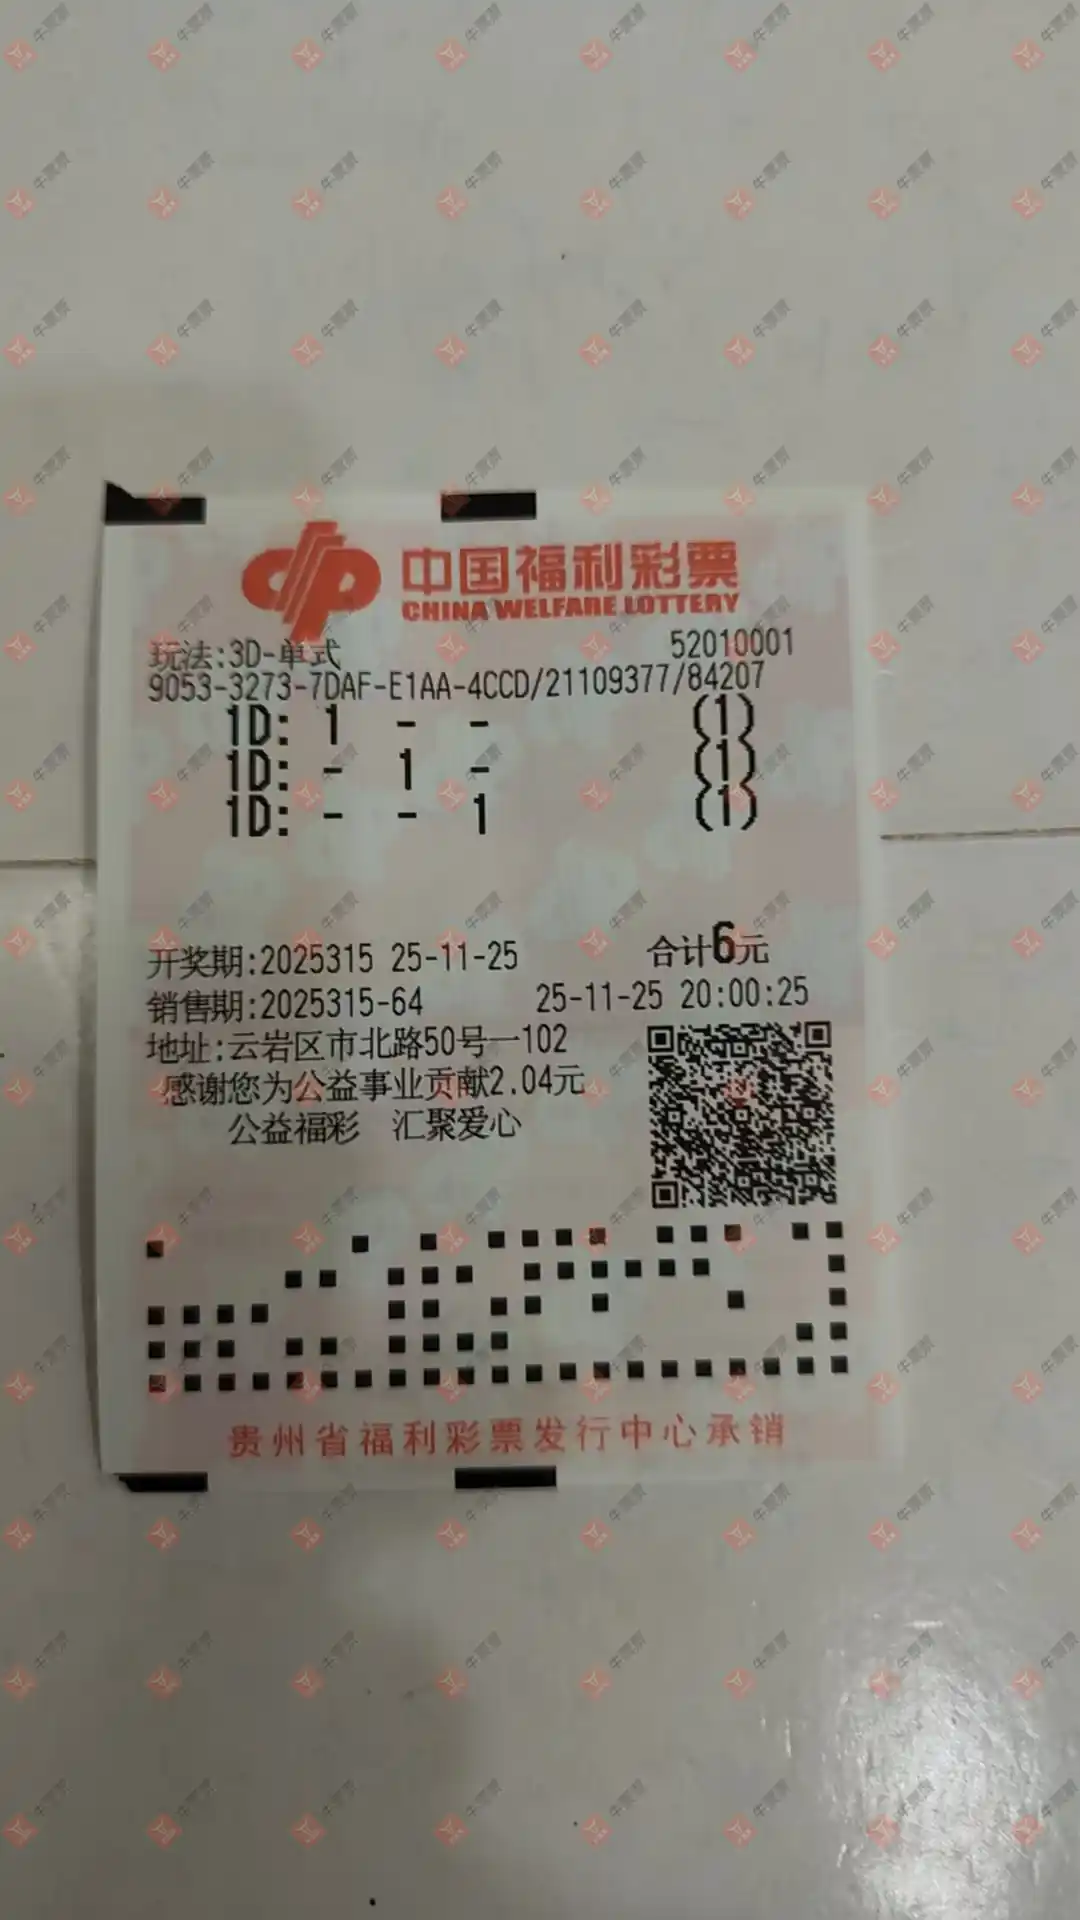 中国福利彩票
CHINA WELFARE LOTTERY
玩法:3D-单式 52010001
9053-3273-7DAF-E1AA-4CCD/21109377/84207
1D: 1 - - (1)
1D: - 1 - (1)
1D: - - 1 (1)
开奖期:2025315 25-11-25 合计6元
销售期:2025315-64 25-11-25 20:00:25
地址:云岩区市北路50号一102
感谢您为公益事业贡献2.04元
公益福彩 汇聚爱心
贵州省福利彩票发行中心承销